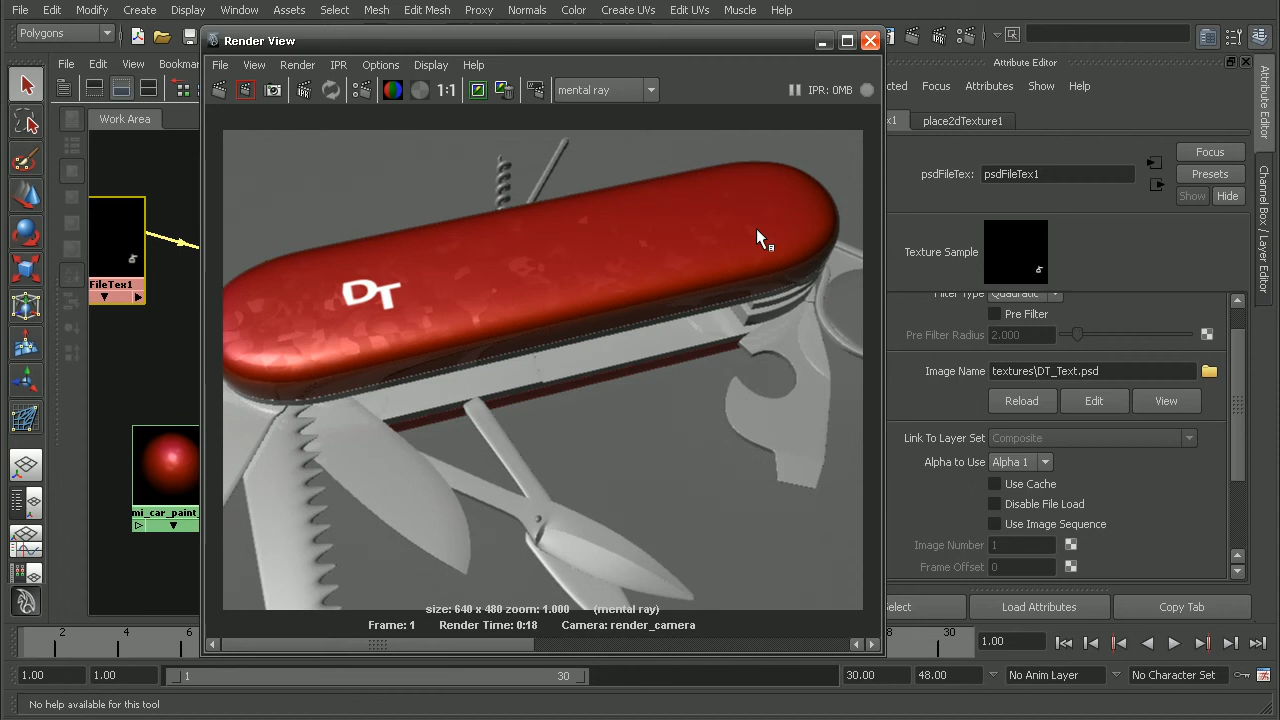 File Edit Modify Create Display Window Assets Select Mesh Edit Mesh Proxy Normals Color Create UVs Edit UVs Muscle Help
Polygons
Render View
Attribute Editor
File Edit View Bookmar
File View Render IPR Options Display Help
cted Focus Attributes Show Help
1:1 mental ray IPR: 0MB
Work Area
x1 place2dTexture1
Attribute Editor
Channel Box / Layer Editor
psdFileTex: psdFileTex1
Focus
Presets
Show Hide
Texture Sample
FileTex1
DT
Filter Type Quadratic
Pre Filter
Pre Filter Radius 2.000
Image Name textures\DT_Text.psd
Reload Edit View
Link To Layer Set Composite
Alpha to Use Alpha 1
Use Cache
Disable File Load
Use Image Sequence
Image Number 1
Frame Offset 0
mi_car_paint_
size: 640 x 480 zoom: 1.000 (mental ray)
Frame: 1 Render Time: 0:18 Camera: render_camera
elect Load Attributes Copy Tab
2 4 6 30 1.00
1.00 1.00 1 30 30.00 48.00 No Anim Layer No Character Set
No help available for this tool